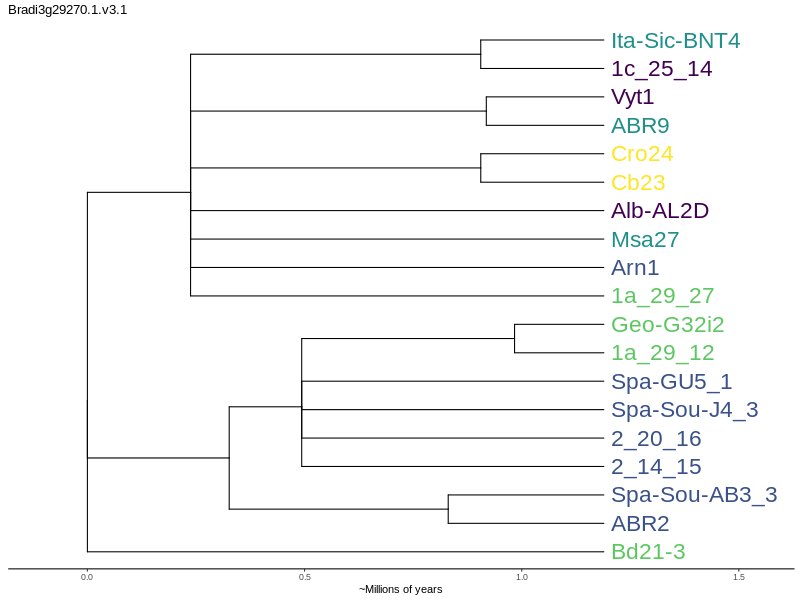 Bradi3g29270.1.v3.1
Ita-Sic-BNT4
1c_25_14
Vyt1
ABR9
Cro24
Cb23
Alb-AL2D
Msa27
Arn1
1a_29_27
Geo-G32i2
1a_29_12
Spa-GU5_1
Spa-Sou-J4_3
2_20_16
2_14_15
Spa-Sou-AB3_3
ABR2
Bd21-3
0.0 0.5 1.0 1.5
~Millions of years